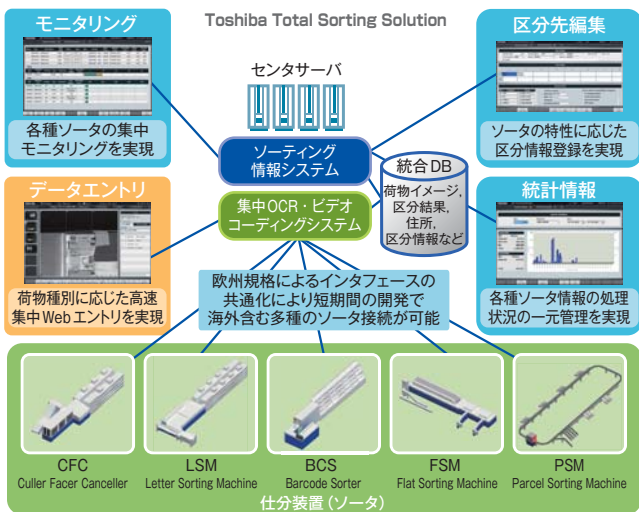 Toshiba Total Sorting Solution
モニタリング
各種ソータの集中
モニタリングを実現
センタサーバ
区分先編集
ソータの特性に応じた
区分情報登録を実現
ソーティング
情報システム
統合DB
荷物イメージ,
区分結果,
住所,
区分情報など
データエントリ
荷物種別に応じた高速
集中Webエントリを実現
集中OCR・ビデオ
コーディングシステム
統計情報
各種ソータ情報の処理
状況の一元管理を実現
欧州規格によるインタフェースの
共通化により短期間の開発で
海外含む多種のソータ接続が可能
CFC
Culler Facer Canceller
LSM
Letter Sorting Machine
BCS
Barcode Sorter
FSM
Flat Sorting Machine
PSM
Parcel Sorting Machine
仕分装置(ソータ)